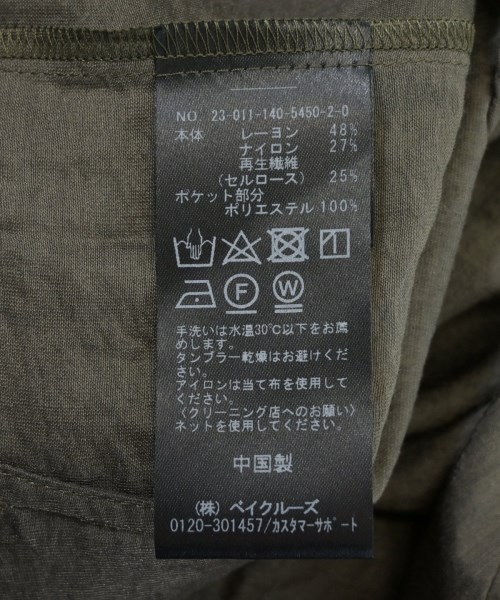 NO. 23-011-140-5450-2-0
本体 レーヨン 48%
ナイロン 27%
再生繊維
(セルロース) 25%
ポケット部分
ポリエステル 100%
F W
手洗いは水温30℃以下をお薦
めします。
タンブラー乾燥はお避けくだ
さい。
アイロンは当て布を使用して
ください。
〈クリーニング店へのお願い〉
ネットを使用してください。
中国製
(株) ベイクルーズ
0120-301457/カスタマーサポート